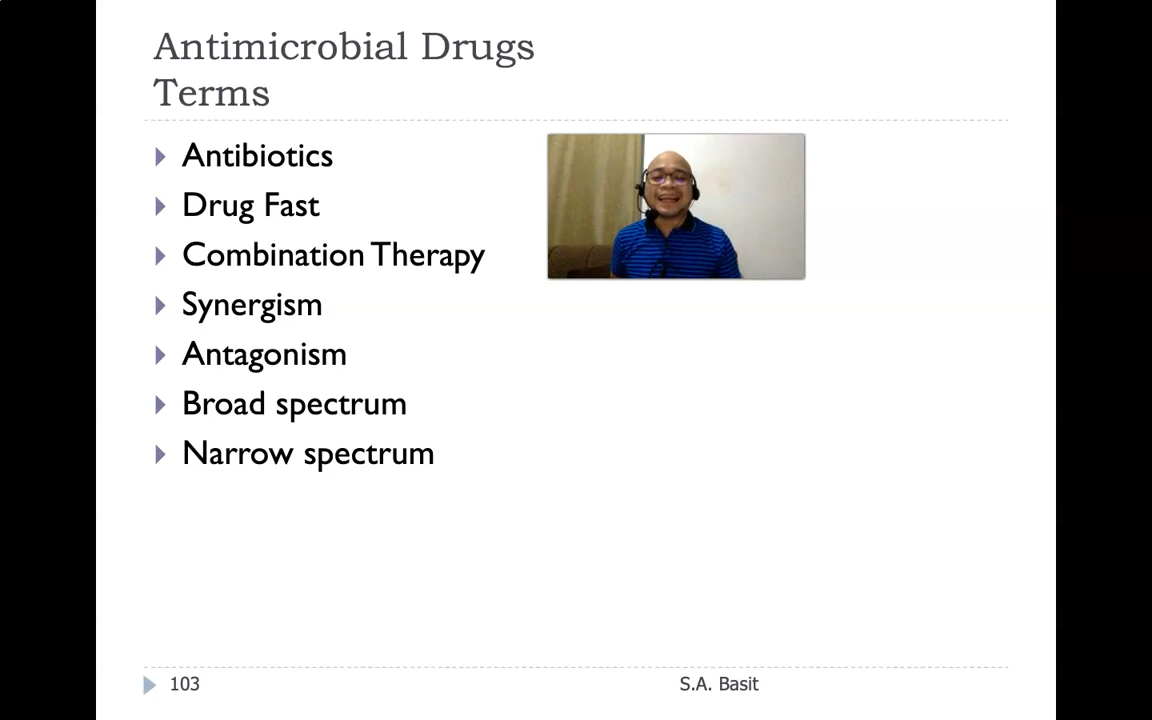 Antimicrobial Drugs
Terms
Antibiotics
Drug Fast
Combination Therapy
Synergism
Antagonism
Broad spectrum
Narrow spectrum
103
S.A. Basit